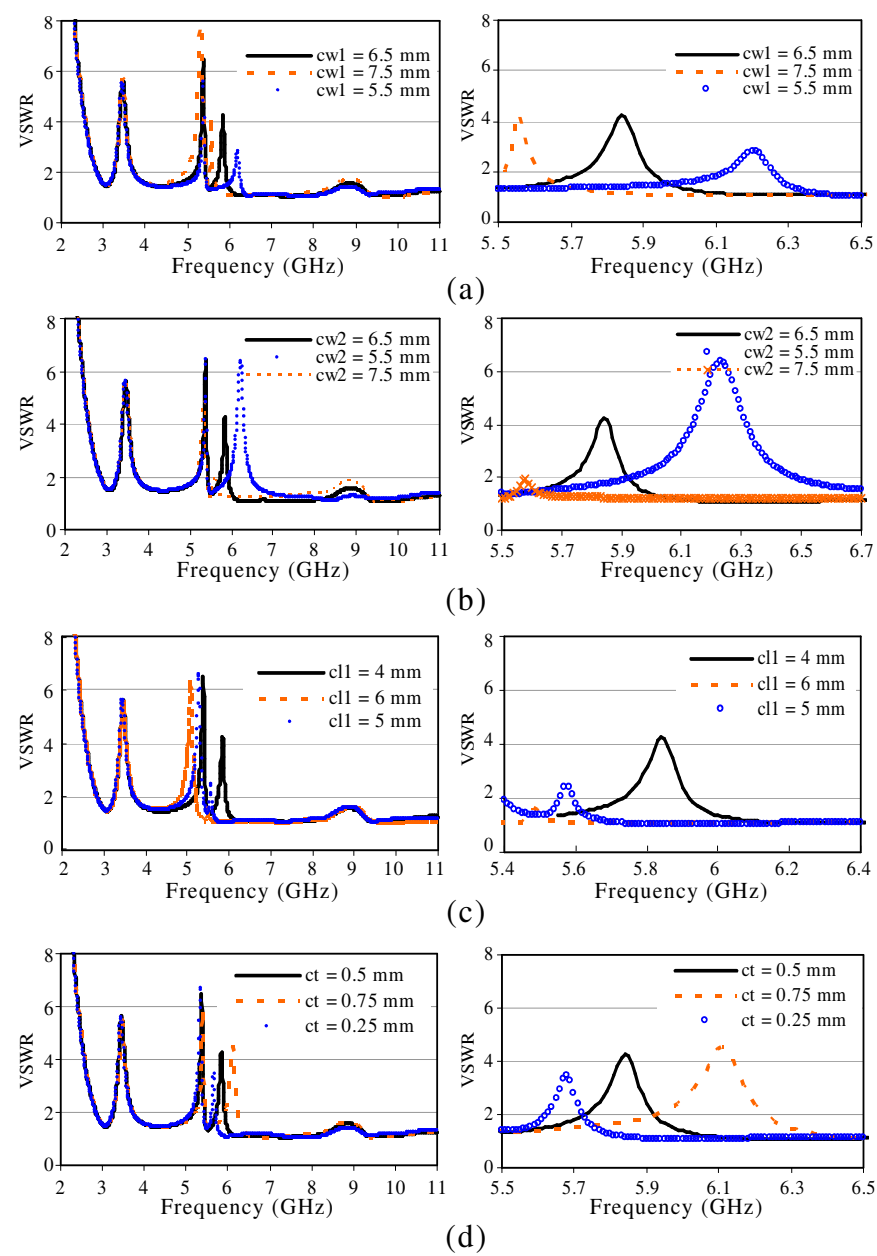 8
6
4
2
0
VSWR
cw1 = 6.5 mm
cw1 = 7.5 mm
cw1 = 5.5 mm
2 3 4 5 6 7 8 9 10 11
Frequency (GHz)
8
6
4
2
0
VSWR
cw1 = 6.5 mm
cw1 = 7.5 mm
cw1 = 5.5 mm
5. 5 5.7 5.9 6.1 6.3 6.5
Frequency (GHz)
(a)
8
6
4
2
0
VSWR
cw2 = 6.5 mm
cw2 = 5.5 mm
cw2 = 7.5 mm
2 3 4 5 6 7 8 9 10 11
Frequency (GHz)
8
6
4
2
0
VSWR
cw2 = 6.5 mm
cw2 = 5.5 mm
cw2 = 7.5 mm
5.5 5.7 5.9 6.1 6.3 6.5 6.7
Frequency (GHz)
(b)
8
6
4
2
0
VSWR
cl1 = 4 mm
cl1 = 6 mm
cl1 = 5 mm
2 3 4 5 6 7 8 9 10 11
Frequency (GHz)
8
6
4
2
0
VSWR
cl1 = 4 mm
cl1 = 6 mm
cl1 = 5 mm
5.4 5.6 5.8 6 6.2 6.4
Frequency (GHz)
(c)
8
6
4
2
0
VSWR
ct = 0.5 mm
ct = 0.75 mm
ct = 0.25 mm
2 3 4 5 6 7 8 9 10 11
Frequency (GHz)
8
6
4
2
0
VSWR
ct = 0.5 mm
ct = 0.75 mm
ct = 0.25 mm
5.5 5.7 5.9 6.1 6.3 6.5
Frequency (GHz)
(d)